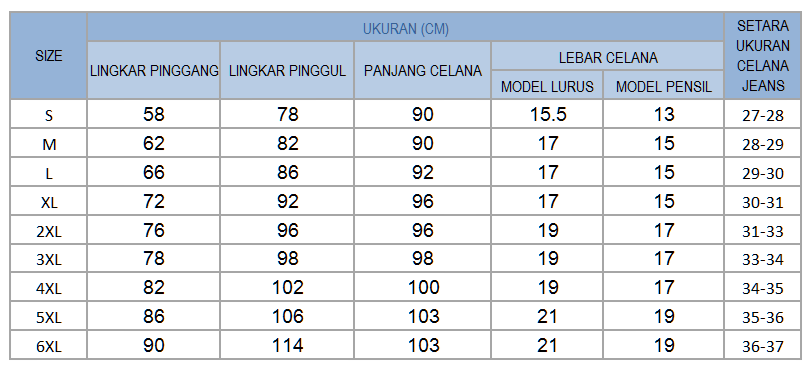 SIZE UKURAN (CM) SETARA UKURAN CELANA JEANS
LINGKAR PINGGANG LINGKAR PINGGUL PANJANG CELANA LEBAR CELANA
MODEL LURUS MODEL PENSIL
S 58 78 90 15.5 13 27-28
M 62 82 90 17 15 28-29
L 66 86 92 17 15 29-30
XL 72 92 96 17 15 30-31
2XL 76 96 96 19 17 31-33
3XL 78 98 98 19 17 33-34
4XL 82 102 100 19 17 34-35
5XL 86 106 103 21 19 35-36
6XL 90 114 103 21 19 36-37